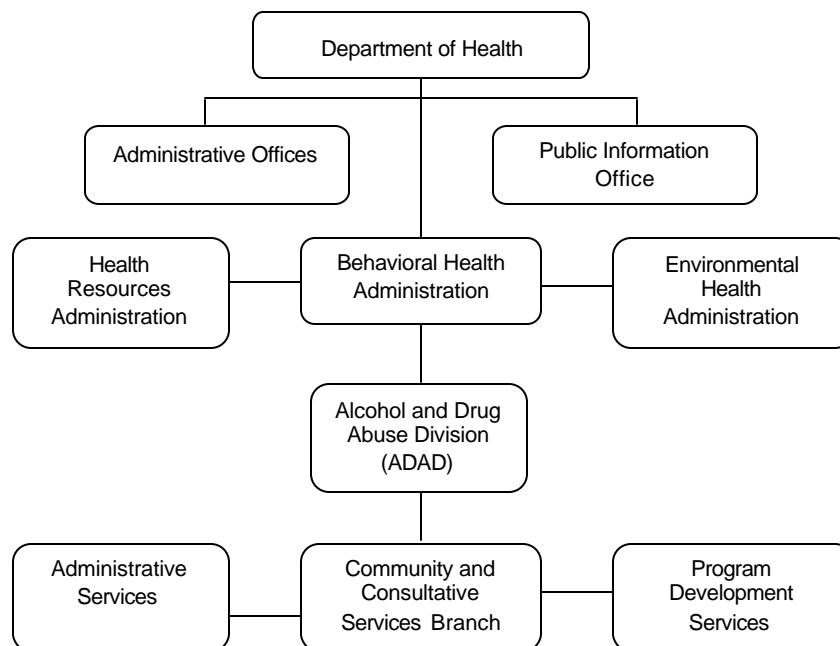 Department of Health
Administrative Offices
Public Information
Office
Health
Resources
Administration
Behavioral Health
Administration
Environmental
Health
Administration
Alcohol and Drug
Abuse Division
(ADAD)
Administrative
Services
Community and
Consultative
Services Branch
Program
Development
Services